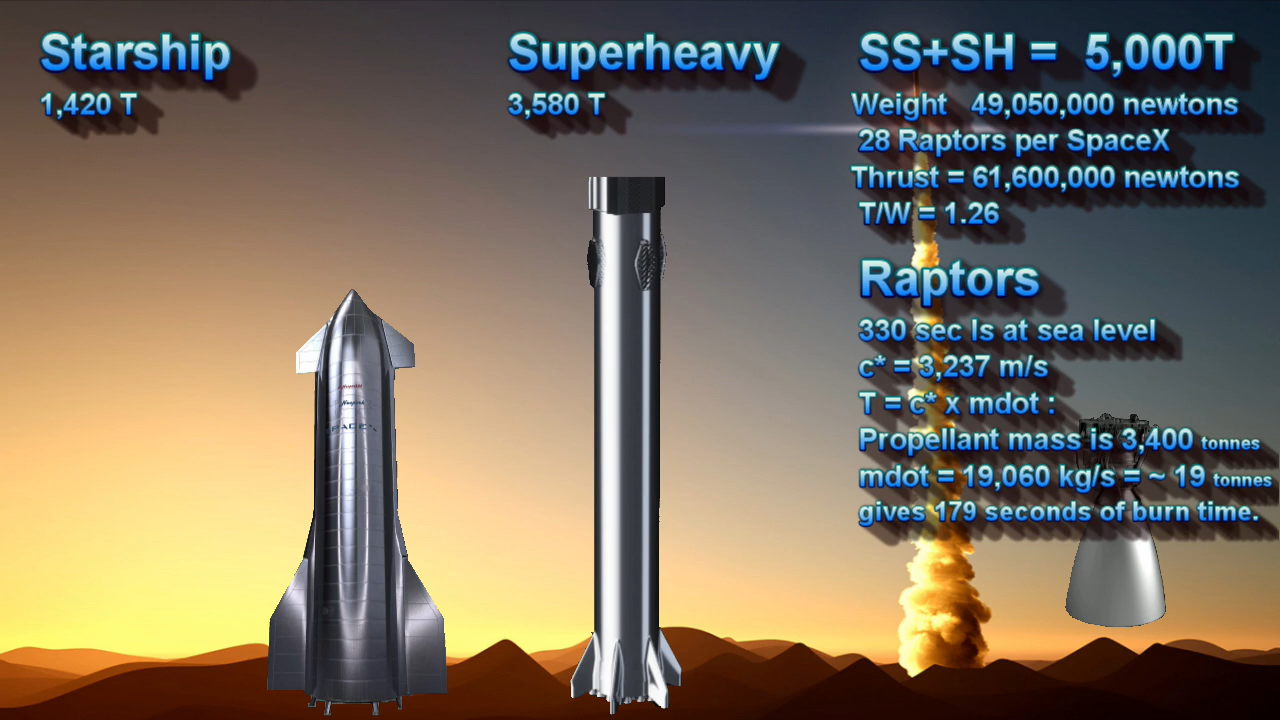 Starship
1,420 T
Superheavy
3,580 T
SS+SH = 5,000T
Weight 49,050,000 newtons
28 Raptors per SpaceX
Thrust = 61,600,000 newtons
T/W = 1.26
Raptors
330 sec Is at sea level
c* = 3,237 m/s
T = c* x mdot :
Propellant mass is 3,400 tonnes
mdot = 19,060 kg/s = ~ 19 tonnes
gives 179 seconds of burn time.
SPACEX